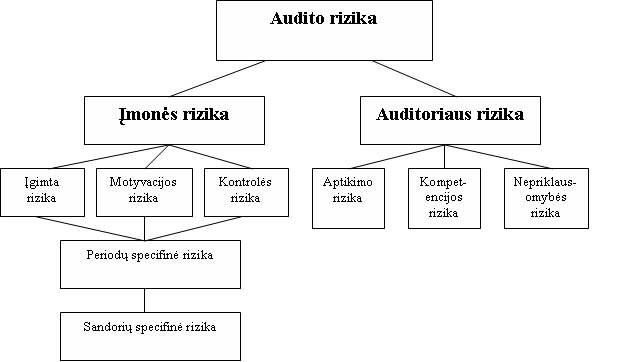 Audito rizika
Įmonės rizika
Auditoriaus rizika
Įgimta
rizika
Motyvacijos
rizika
Kontrolės
rizika
Aptikimo
rizika
Kompet-
encijos
rizika
Nepriklaus-
omybės
rizika
Periodų specifinė rizika
Sandorių specifinė rizika